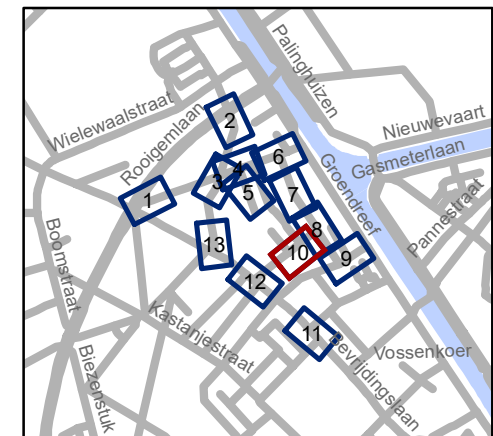 Palinghuizen
Nieuwevaart
Wielewaalstraat
Rooigemlaan
Gasmeterlaan
Groendreef
Pannestraat
2
6
4
3
5
7
1
8
13
10
9
12
Boomstraat
Kastanjestraat
11
Bevrijdingslaan
Vossenkoer
Biezenstuk